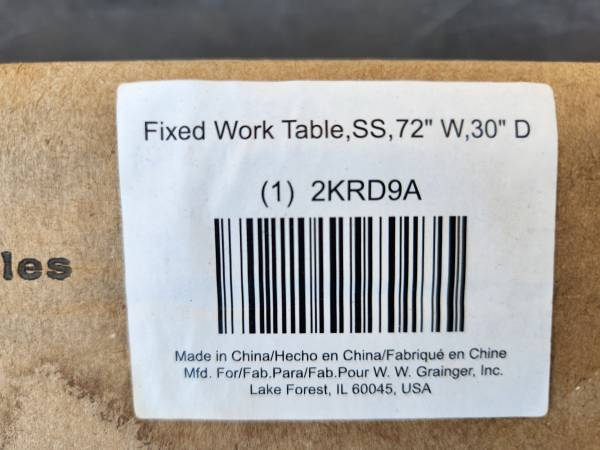 Fixed Work Table,SS,72" W,30" D
(1) 2KRD9A
les
Made in China/Hecho en China/Fabriqué en Chine
Mfd. For/Fab.Para/Fab.Pour W. W. Grainger, Inc.
Lake Forest, IL 60045, USA